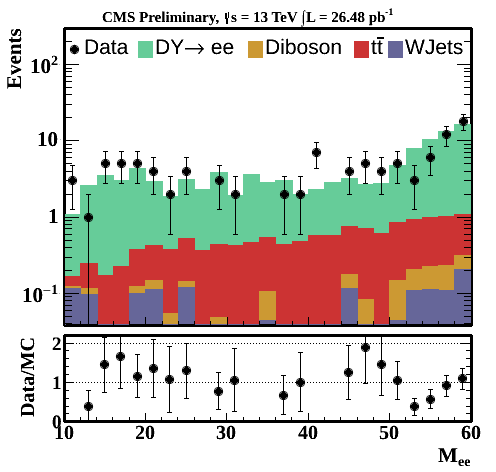 CMS Preliminary, √s = 13 TeV ∫L = 26.48 pb⁻¹
Events
Data DY→ ee Diboson tt̄ WJets
10²
10
1
10⁻¹
Data/MC
2
1
0
10 20 30 40 50 60
M_ee